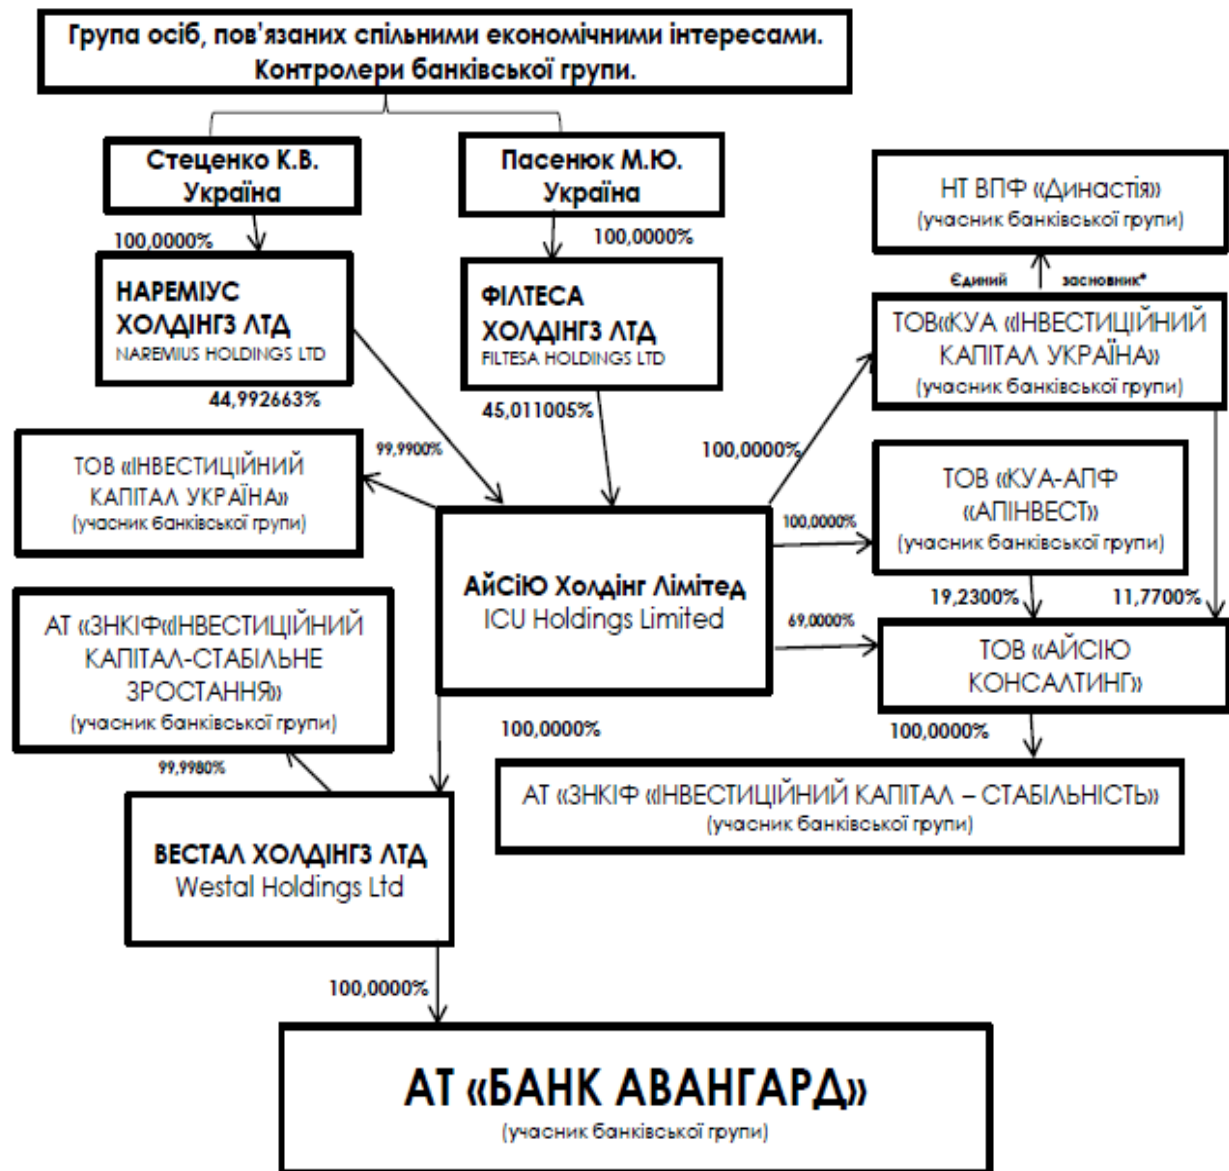 Група осіб, пов'язаних спільними економічними інтересами.
Контролери банківської групи.
Стеценко К.В.
Україна
Пасенюк М.Ю.
Україна
НТ ВПФ «Династія»
(учасник банківської групи)
100,0000%
100,0000%
НАРЕМІУС
ХОЛДІНГЗ ЛТД
NAREMIUS HOLDINGS LTD
ФІЛТЕСА
ХОЛДІНГЗ ЛТД
FILTESA HOLDINGS LTD
Єдиний засновник*
ТОВ«КУА «ІНВЕСТИЦІЙНИЙ
КАПІТАЛ УКРАЇНА»
(учасник банківської групи)
44,992663%
45,011005%
99,9900%
100,0000%
ТОВ «ІНВЕСТИЦІЙНИЙ
КАПІТАЛ УКРАЇНА»
(учасник банківської групи)
ТОВ «КУА-АПФ
«АПІНВЕСТ»
(учасник банківської групи)
100,0000%
АйСіЮ Холдінг Лімітед
ICU Holdings Limited
19,2300%
11,7700%
69,0000%
АТ «ЗНКІФ«ІНВЕСТИЦІЙНИЙ
КАПІТАЛ-СТАБІЛЬНЕ
ЗРОСТАННЯ»
(учасник банківської групи)
ТОВ «АЙСІЮ
КОНСАЛТИНГ»
100,0000%
100,0000%
99,9980%
АТ «ЗНКІФ «ІНВЕСТИЦІЙНИЙ КАПІТАЛ – СТАБІЛЬНІСТЬ»
(учасник банківської групи)
ВЕСТАЛ ХОЛДІНГЗ ЛТД
Westal Holdings Ltd
100,0000%
АТ «БАНК АВАНГАРД»
(учасник банківської групи)